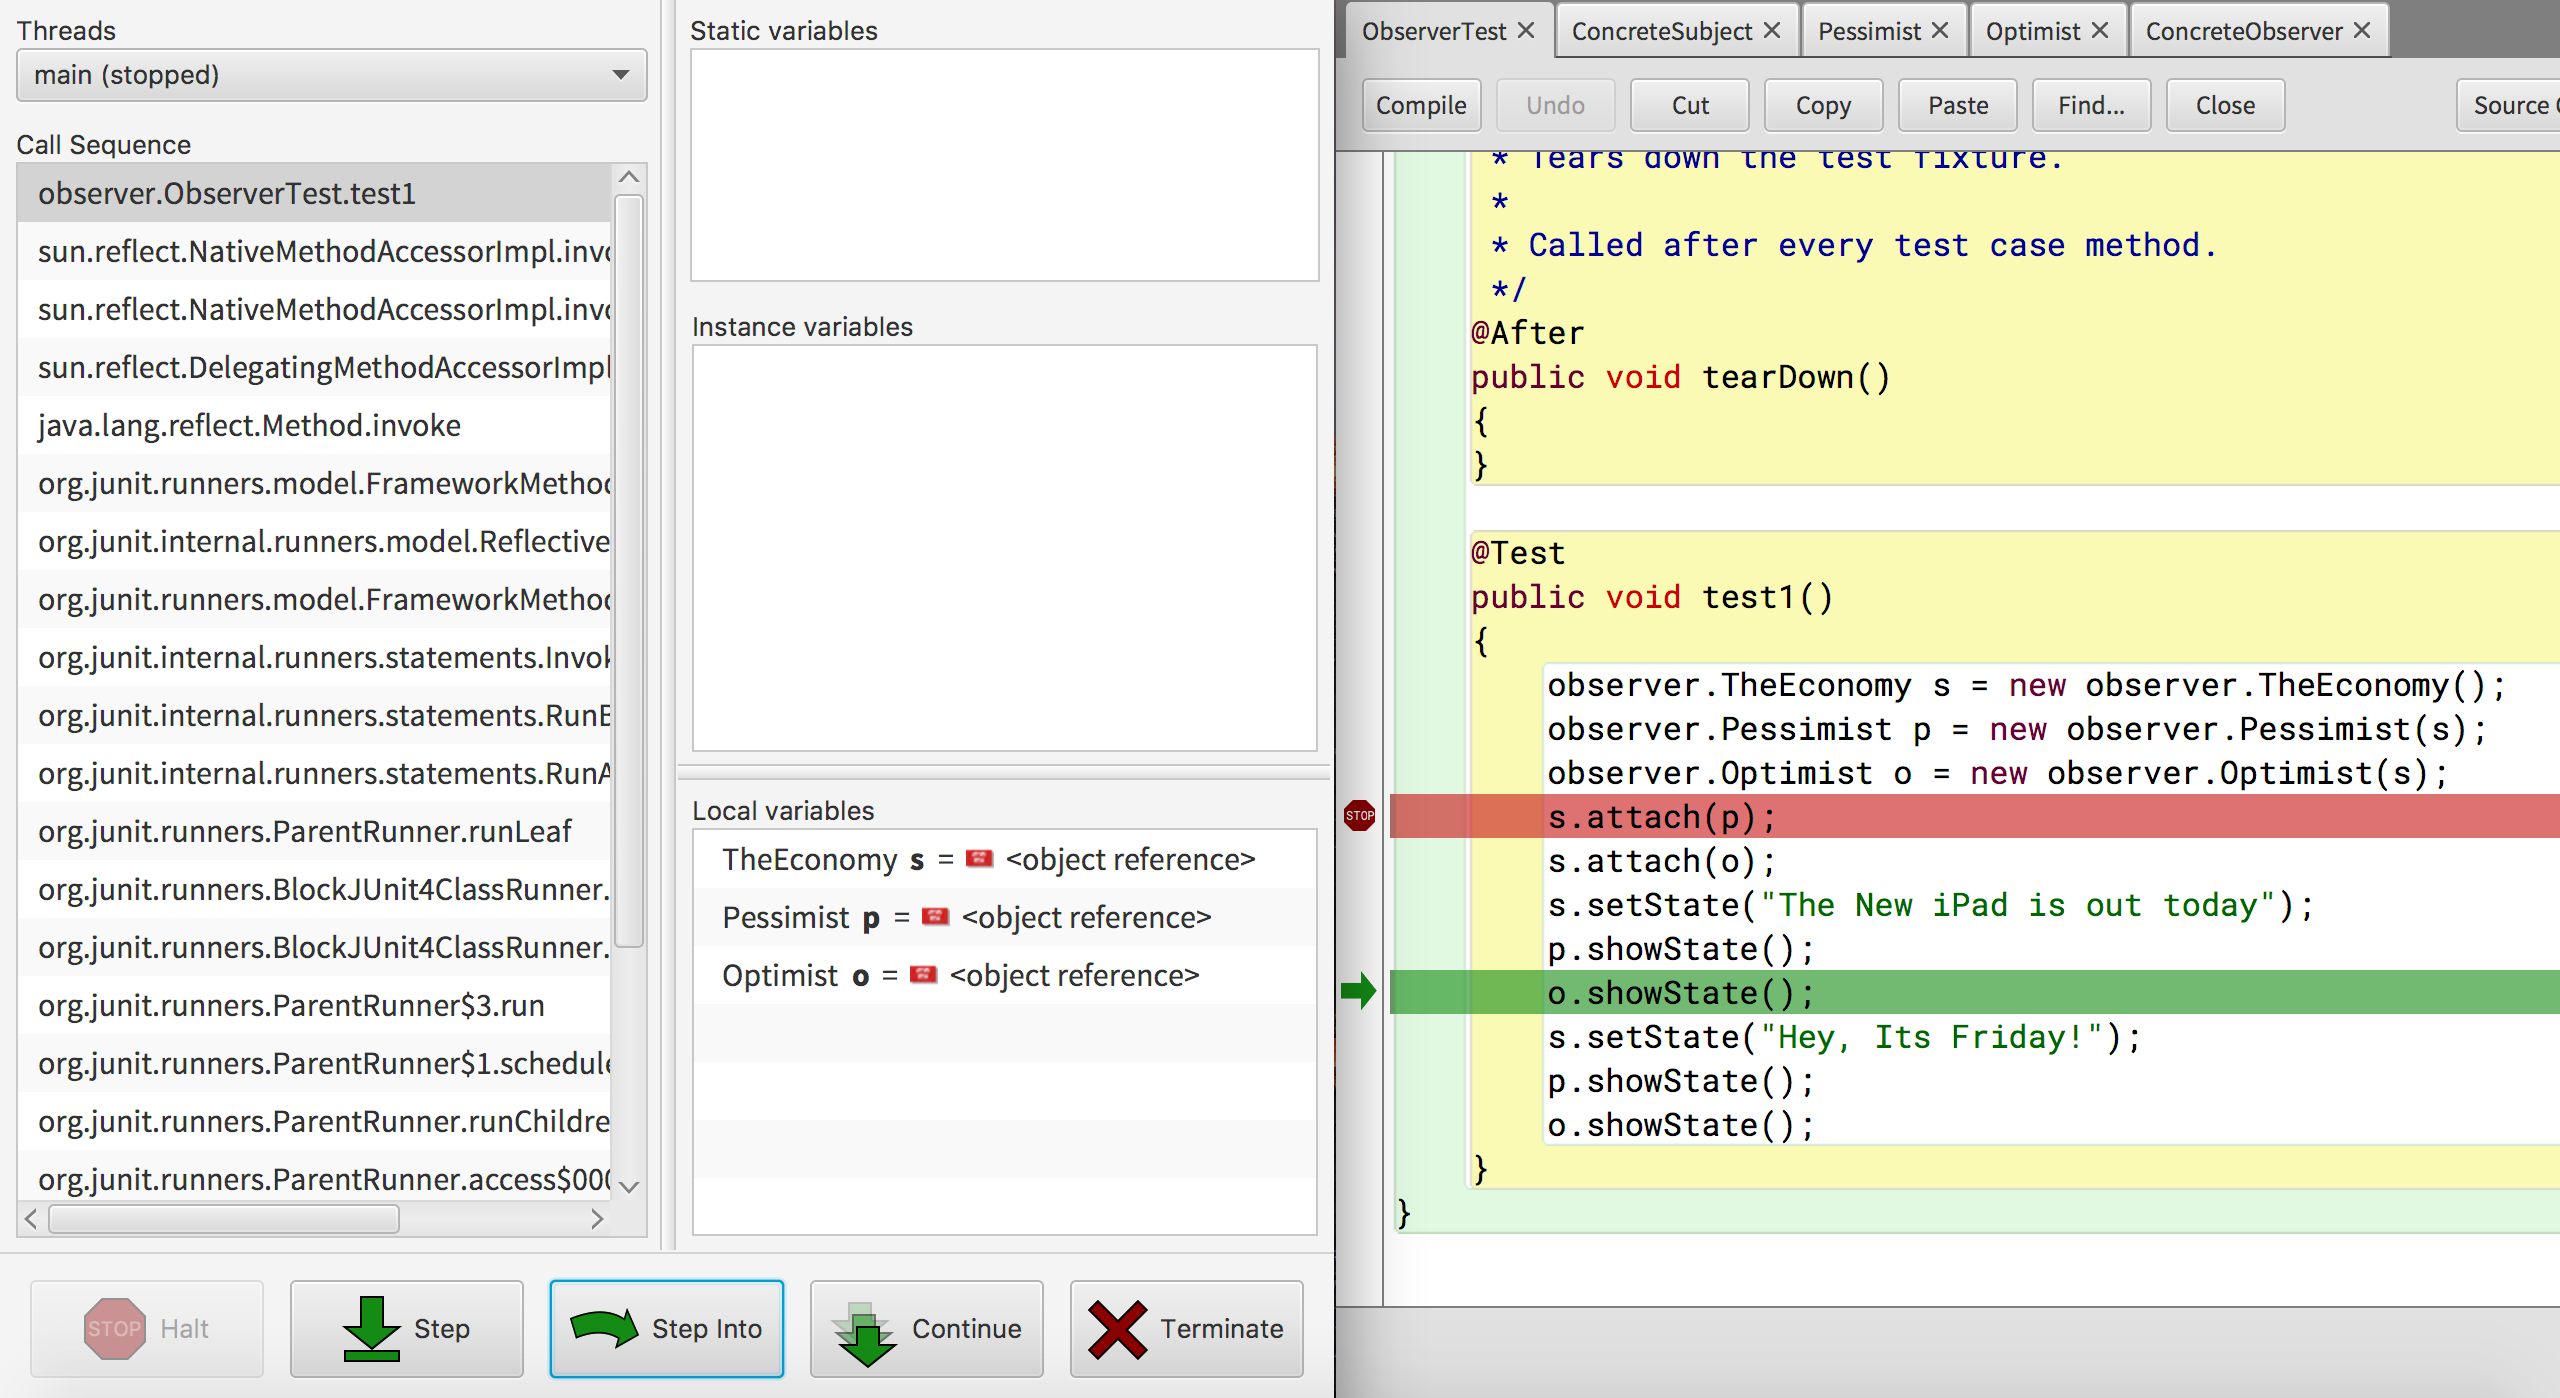 Threads
main (stopped)
Call Sequence
observer.ObserverTest.test1
sun.reflect.NativeMethodAccessorImpl.invo
sun.reflect.NativeMethodAccessorImpl.invo
sun.reflect.DelegatingMethodAccessorImpl
java.lang.reflect.Method.invoke
org.junit.runners.model.FrameworkMethod
org.junit.internal.runners.model.Reflective
org.junit.runners.model.FrameworkMethod
org.junit.internal.runners.statements.Invok
org.junit.internal.runners.statements.RunB
org.junit.internal.runners.statements.RunA
org.junit.runners.ParentRunner.runLeaf
org.junit.runners.BlockJUnit4ClassRunner.
org.junit.runners.BlockJUnit4ClassRunner.
org.junit.runners.ParentRunner$3.run
org.junit.runners.ParentRunner$1.schedule
org.junit.runners.ParentRunner.runChildre
org.junit.runners.ParentRunner.access$000
Static variables
Instance variables
Local variables
TheEconomy s = <object reference>
Pessimist p = <object reference>
Optimist o = <object reference>
STOP Halt
Step
Step Into
Continue
Terminate
ObserverTest
ConcreteSubject
Pessimist
Optimist
ConcreteObserver
Compile
Undo
Cut
Copy
Paste
Find...
Close
Source
* Tears down the test fixture.
*
* Called after every test case method.
*/
@After
public void tearDown()
{
}
@Test
public void test1()
{
observer.TheEconomy s = new observer.TheEconomy();
observer.Pessimist p = new observer.Pessimist(s);
observer.Optimist o = new observer.Optimist(s);
STOP s.attach(p);
s.attach(o);
s.setState("The New iPad is out today");
p.showState();
o.showState();
s.setState("Hey, Its Friday!");
p.showState();
o.showState();
}
}